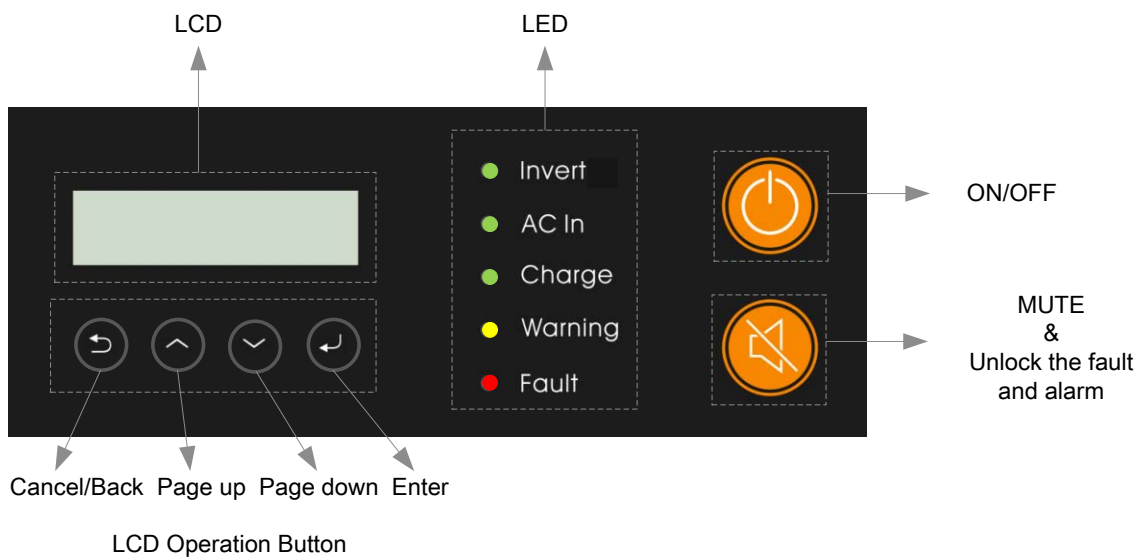 LCD
LED
Invert
AC In
Charge
Warning
Fault
ON/OFF
MUTE
&
Unlock the fault
and alarm
Cancel/Back Page up Page down Enter
LCD Operation Button